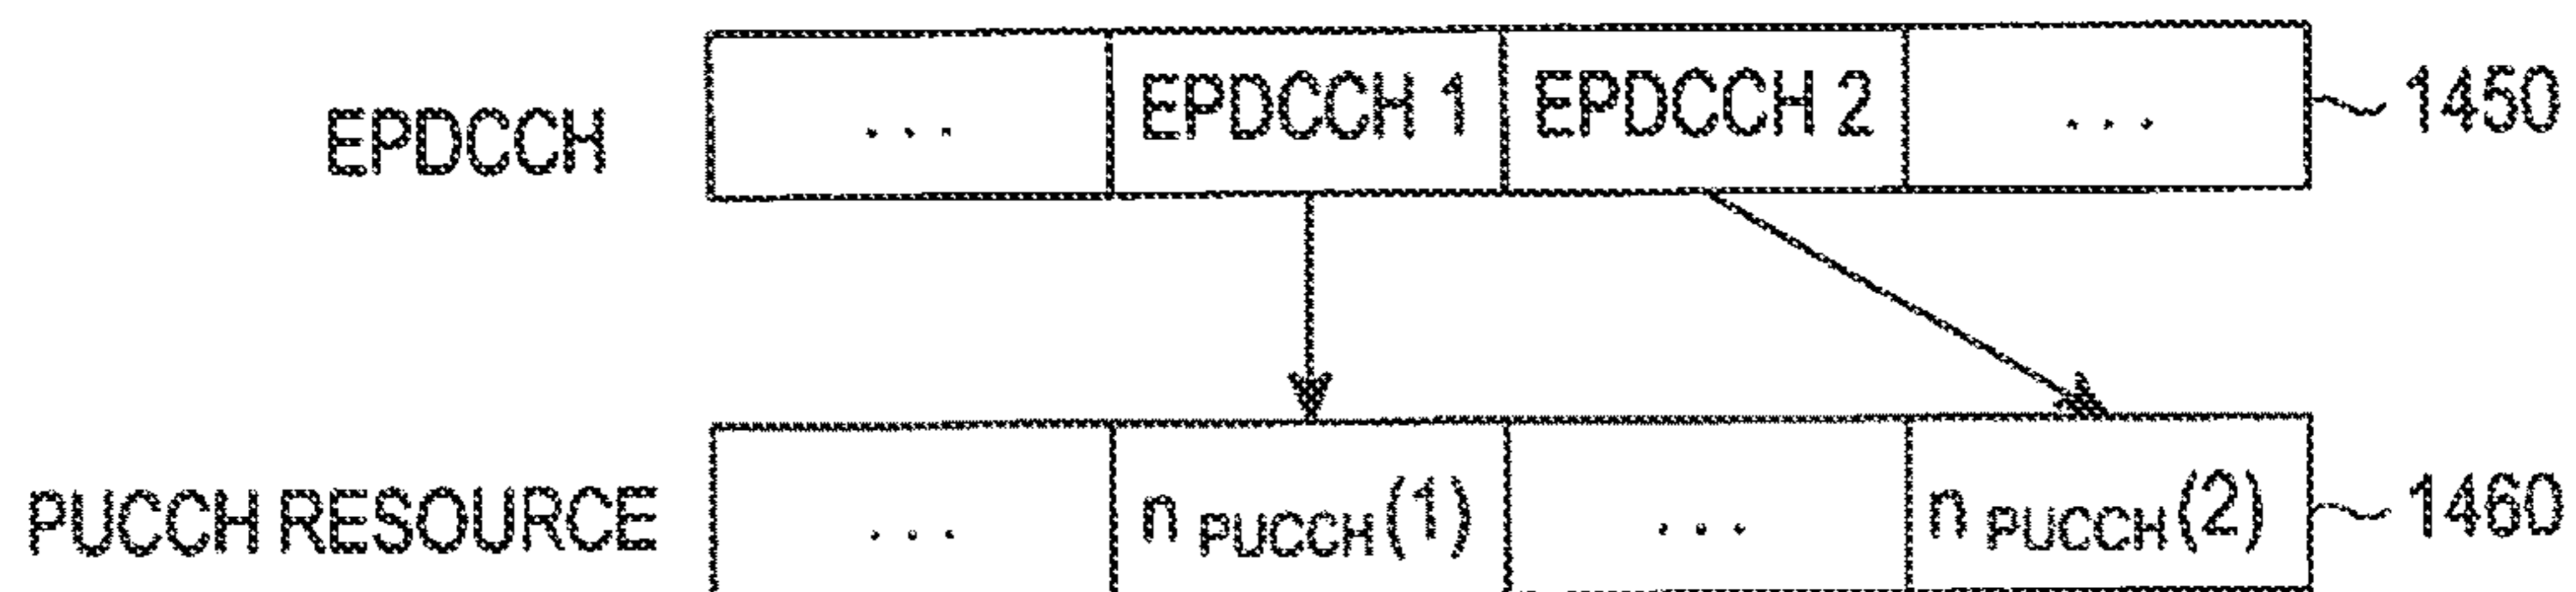 EPDCCH ... EPDCCH 1 EPDCCH 2 ... 1450
PUCCH RESOURCE ... n PUCCH(1) ... n PUCCH(2) 1460